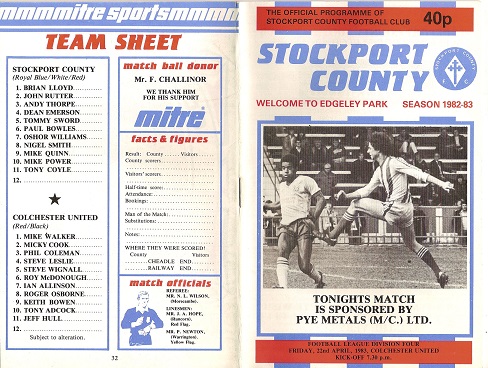 mitre sports
TEAM SHEET
STOCKPORT COUNTY
(Royal Blue/White/Red)
1. BRIAN LLOYD
2. JOHN RUTTER
3. ANDY THORPE
4. DEAN EMERSON
5. TOMMY SWORD
6. PAUL BOWLES
7. OSHOR WILLIAMS
8. NIGEL SMITH
9. MIKE QUINN
10. MIKE POWER
11. TONY COYLE
12.
COLCHESTER UNITED
(Red/Black)
1. MIKE WALKER
2. MICKY COOK
3. PHIL COLEMAN
4. STEVE LESLIE
5. STEVE WIGNALL
6. ROY McDONOUGH
7. IAN ALLINSON
8. ROGER OSBORNE
9. KEITH BOWEN
10. TONY ADCOCK
11. JEFF HULL
12.
Subject to alteration.
match ball donor
Mr. F. CHALLINOR
WE THANK HIM
FOR HIS SUPPORT
mitre
facts & figures
Result: County ........ Visitors ........
County scorers
Visitors' scorers
Half-time score:
Attendance:
Bookings:
Man of the Match:
Substitutions:
Notes:
WHERE THEY WERE SCORED!
County Visitors
CHEADLE END
RAILWAY END
match officials
REFEREE:
MR. N. L. WILSON,
(Morecambe).
LINESMEN:
MR. J. A. HOPE,
(Runcorn),
Red Flag.
MR. P. NEWTON,
(Warrington),
Yellow Flag.
32
THE OFFICIAL PROGRAMME OF
STOCKPORT COUNTY FOOTBALL CLUB
40p
STOCKPORT
COUNTY
STOCKPORT COUNTY
F C
WELCOME TO EDGELEY PARK SEASON 1982-83
TONIGHTS MATCH
IS SPONSORED BY
PYE METALS (M/C.) LTD.
FOOTBALL LEAGUE DIVISION FOUR
FRIDAY, 22nd APRIL, 1983, COLCHESTER UNITED
KICK-OFF 7.30 p.m.